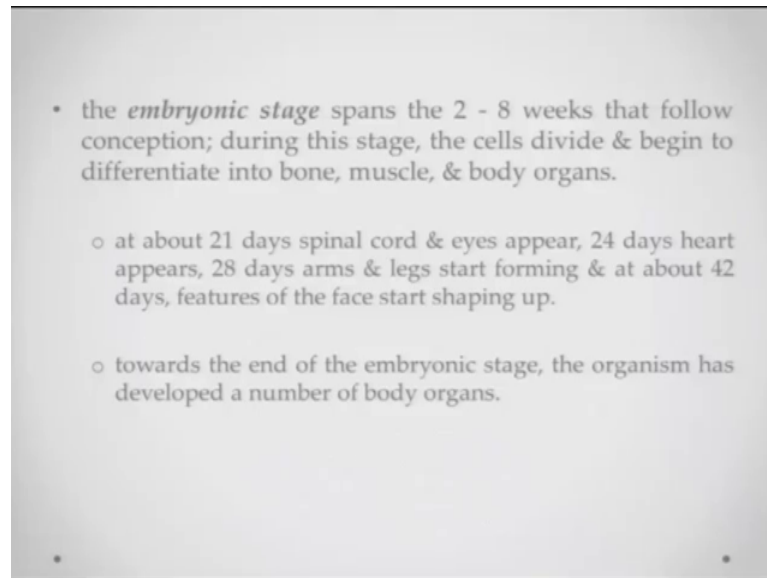 • the embryonic stage spans the 2 - 8 weeks that follow
conception; during this stage, the cells divide & begin to
differentiate into bone, muscle, & body organs.
o at about 21 days spinal cord & eyes appear, 24 days heart
appears, 28 days arms & legs start forming & at about 42
days, features of the face start shaping up.
o towards the end of the embryonic stage, the organism has
developed a number of body organs.